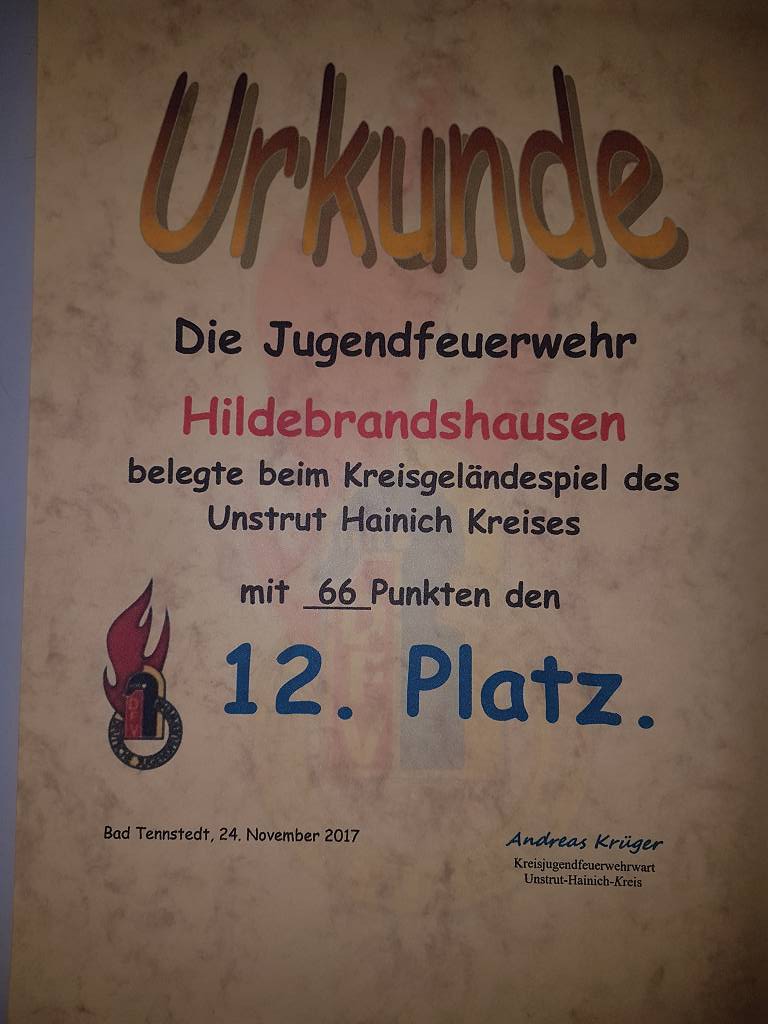 Urkunde
Die Jugendfeuerwehr
Hildebrandshausen
belegte beim Kreisgeländespiel des
Unstrut Hainich Kreises
mit 66 Punkten den
12. Platz.
Bad Tennstedt, 24. November 2017
Andreas Krüger
Kreisjugendfeuerwehrwart
Unstrut-Hainich-Kreis